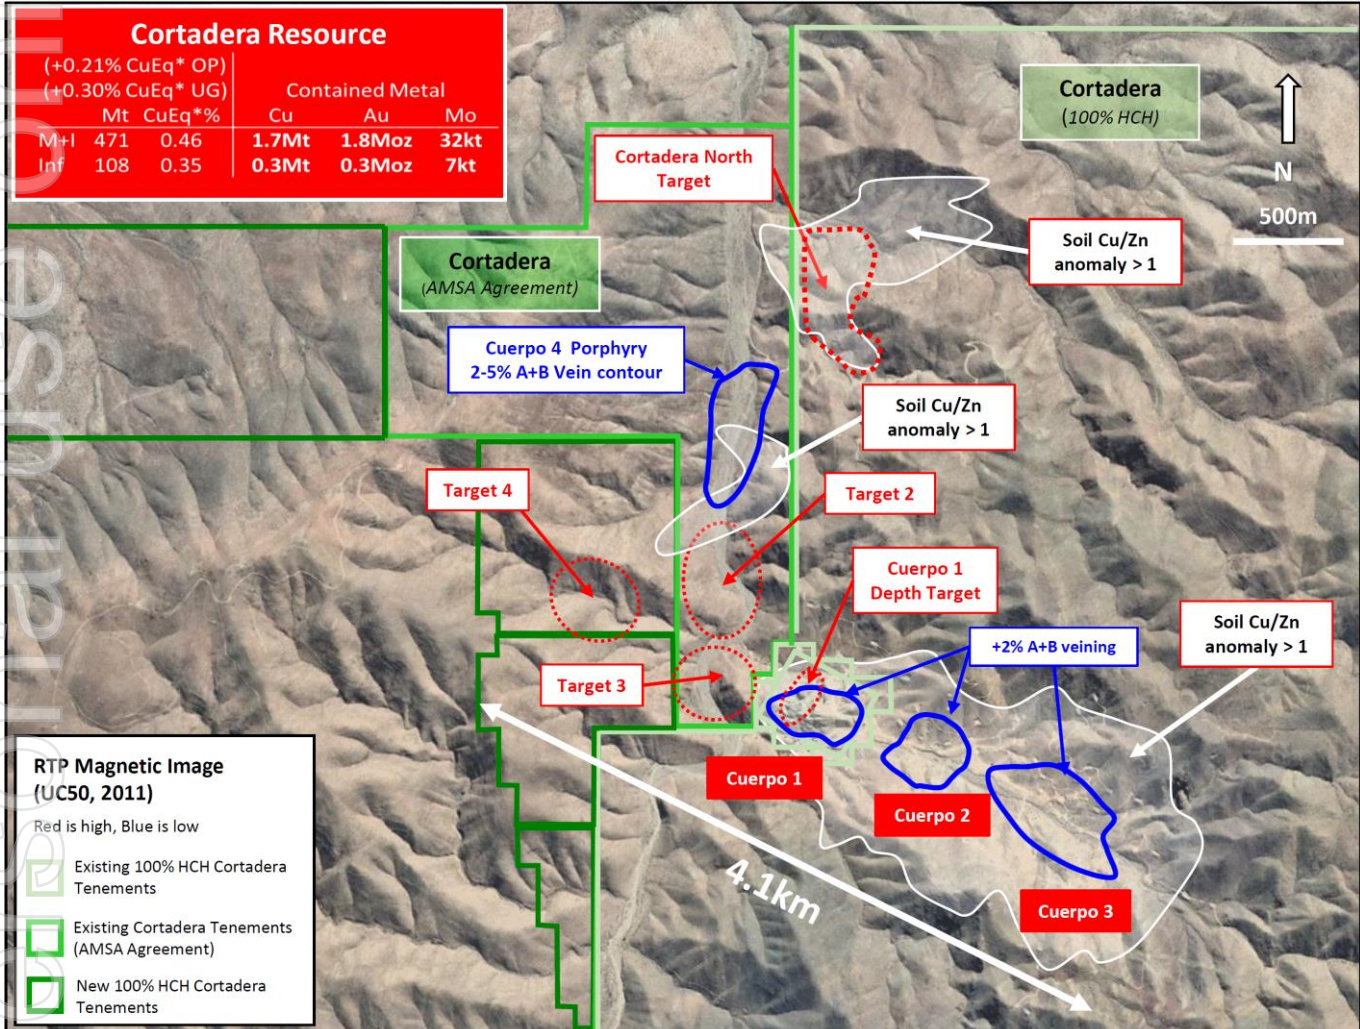 Cortadera Resource
(+0.21% CuEq* OP)
(+0.30% CuEq* UG) Contained Metal
Mt CuEq*% Cu Au Mo
M+I 471 0.46 1.7Mt 1.8Moz 32kt
Inf 108 0.35 0.3Mt 0.3Moz 7kt
Cortadera
(100% HCH)
N
500m
Cortadera North
Target
Soil Cu/Zn
anomaly > 1
Cortadera
(AMSA Agreement)
Cuerpo 4 Porphyry
2-5% A+B Vein contour
Soil Cu/Zn
anomaly > 1
Target 4
Target 2
Cuerpo 1
Depth Target
Soil Cu/Zn
anomaly > 1
+2% A+B veining
Target 3
Cuerpo 1
Cuerpo 2
Cuerpo 3
4.1km
RTP Magnetic Image
(UC50, 2011)
Red is high, Blue is low
Existing 100% HCH Cortadera
Tenements
Existing Cortadera Tenements
(AMSA Agreement)
New 100% HCH Cortadera
Tenements